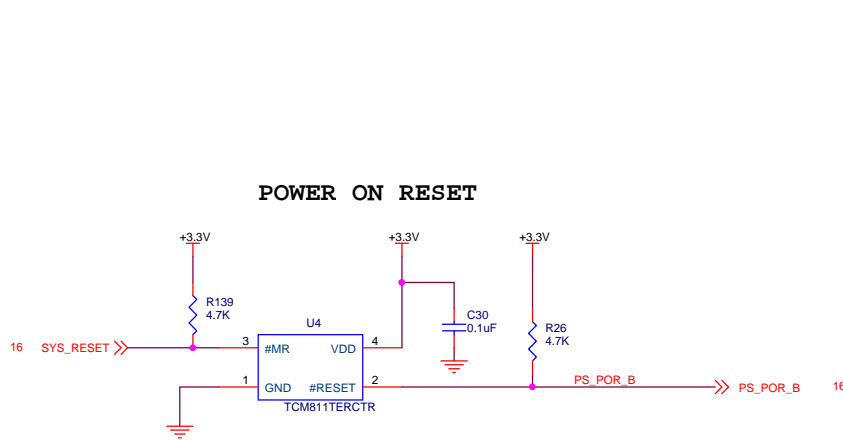 POWER ON RESET
+3.3V
+3.3V
+3.3V
R139
4.7K
U4
C30
0.1uF
R26
4.7K
16 SYS_RESET
3
#MR
VDD
4
1
GND
#RESET
2
TCM811TERCTR
PS_POR_B
PS_POR_B
16